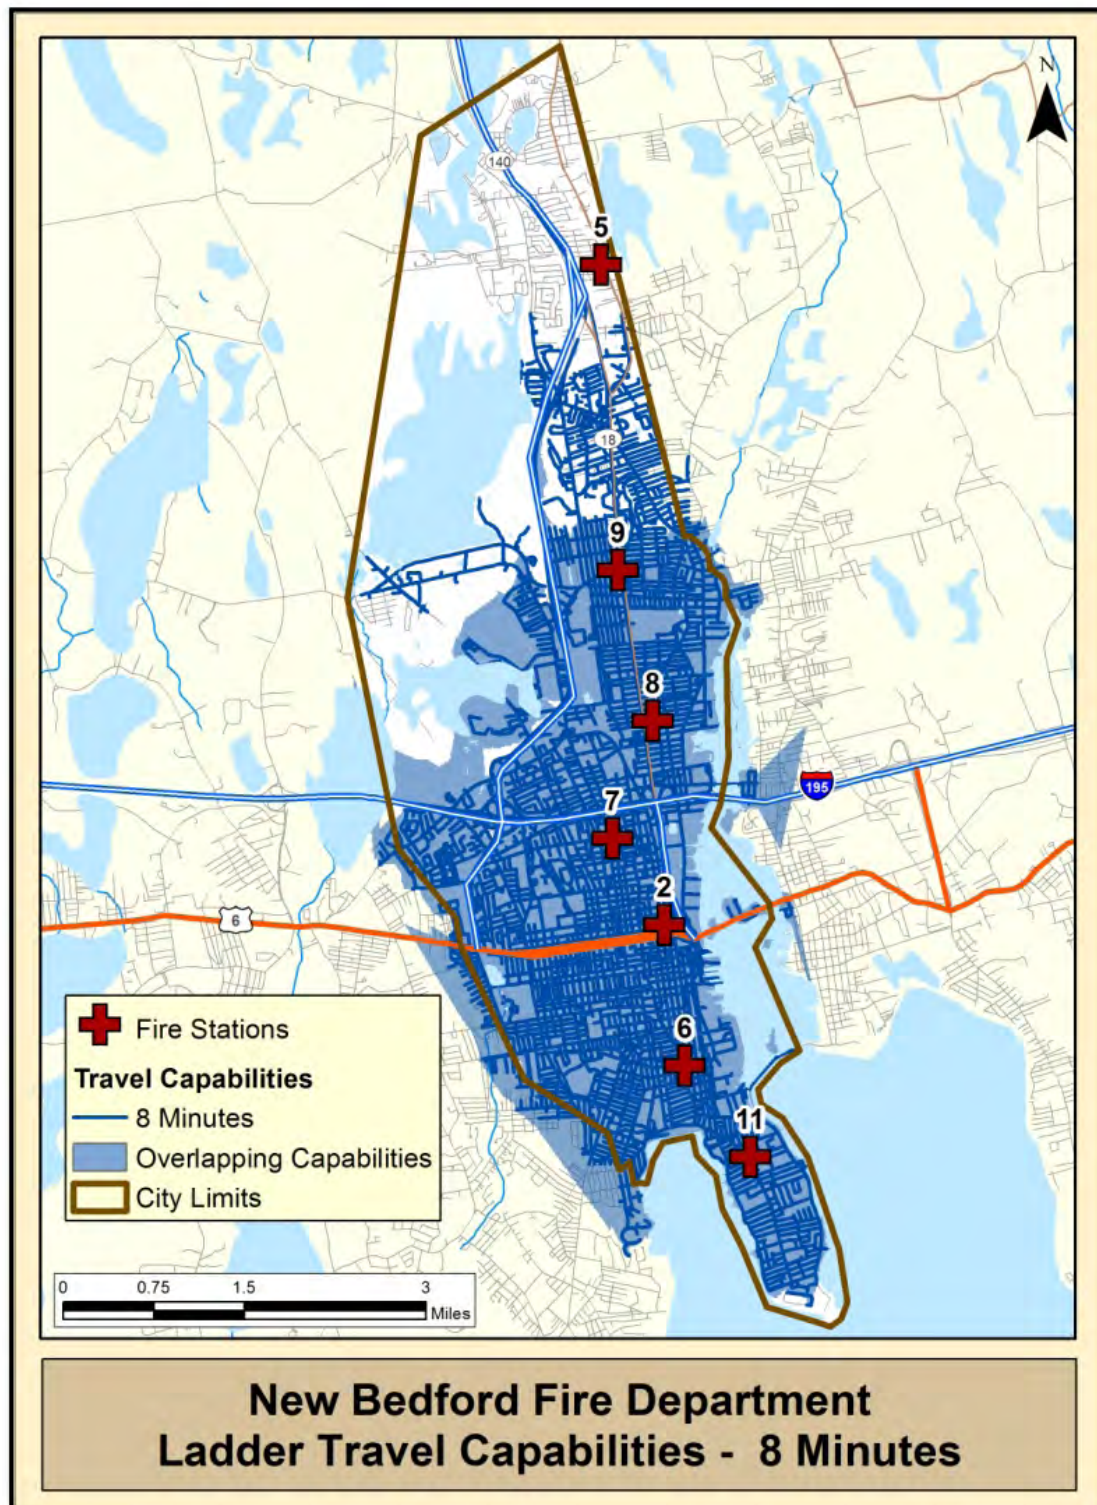 N
140
5
18
9
8
195
7
2
6
6
11
Fire Stations
Travel Capabilities
8 Minutes
Overlapping Capabilities
City Limits
0 0.75 1.5 3
Miles
New Bedford Fire Department
Ladder Travel Capabilities - 8 Minutes